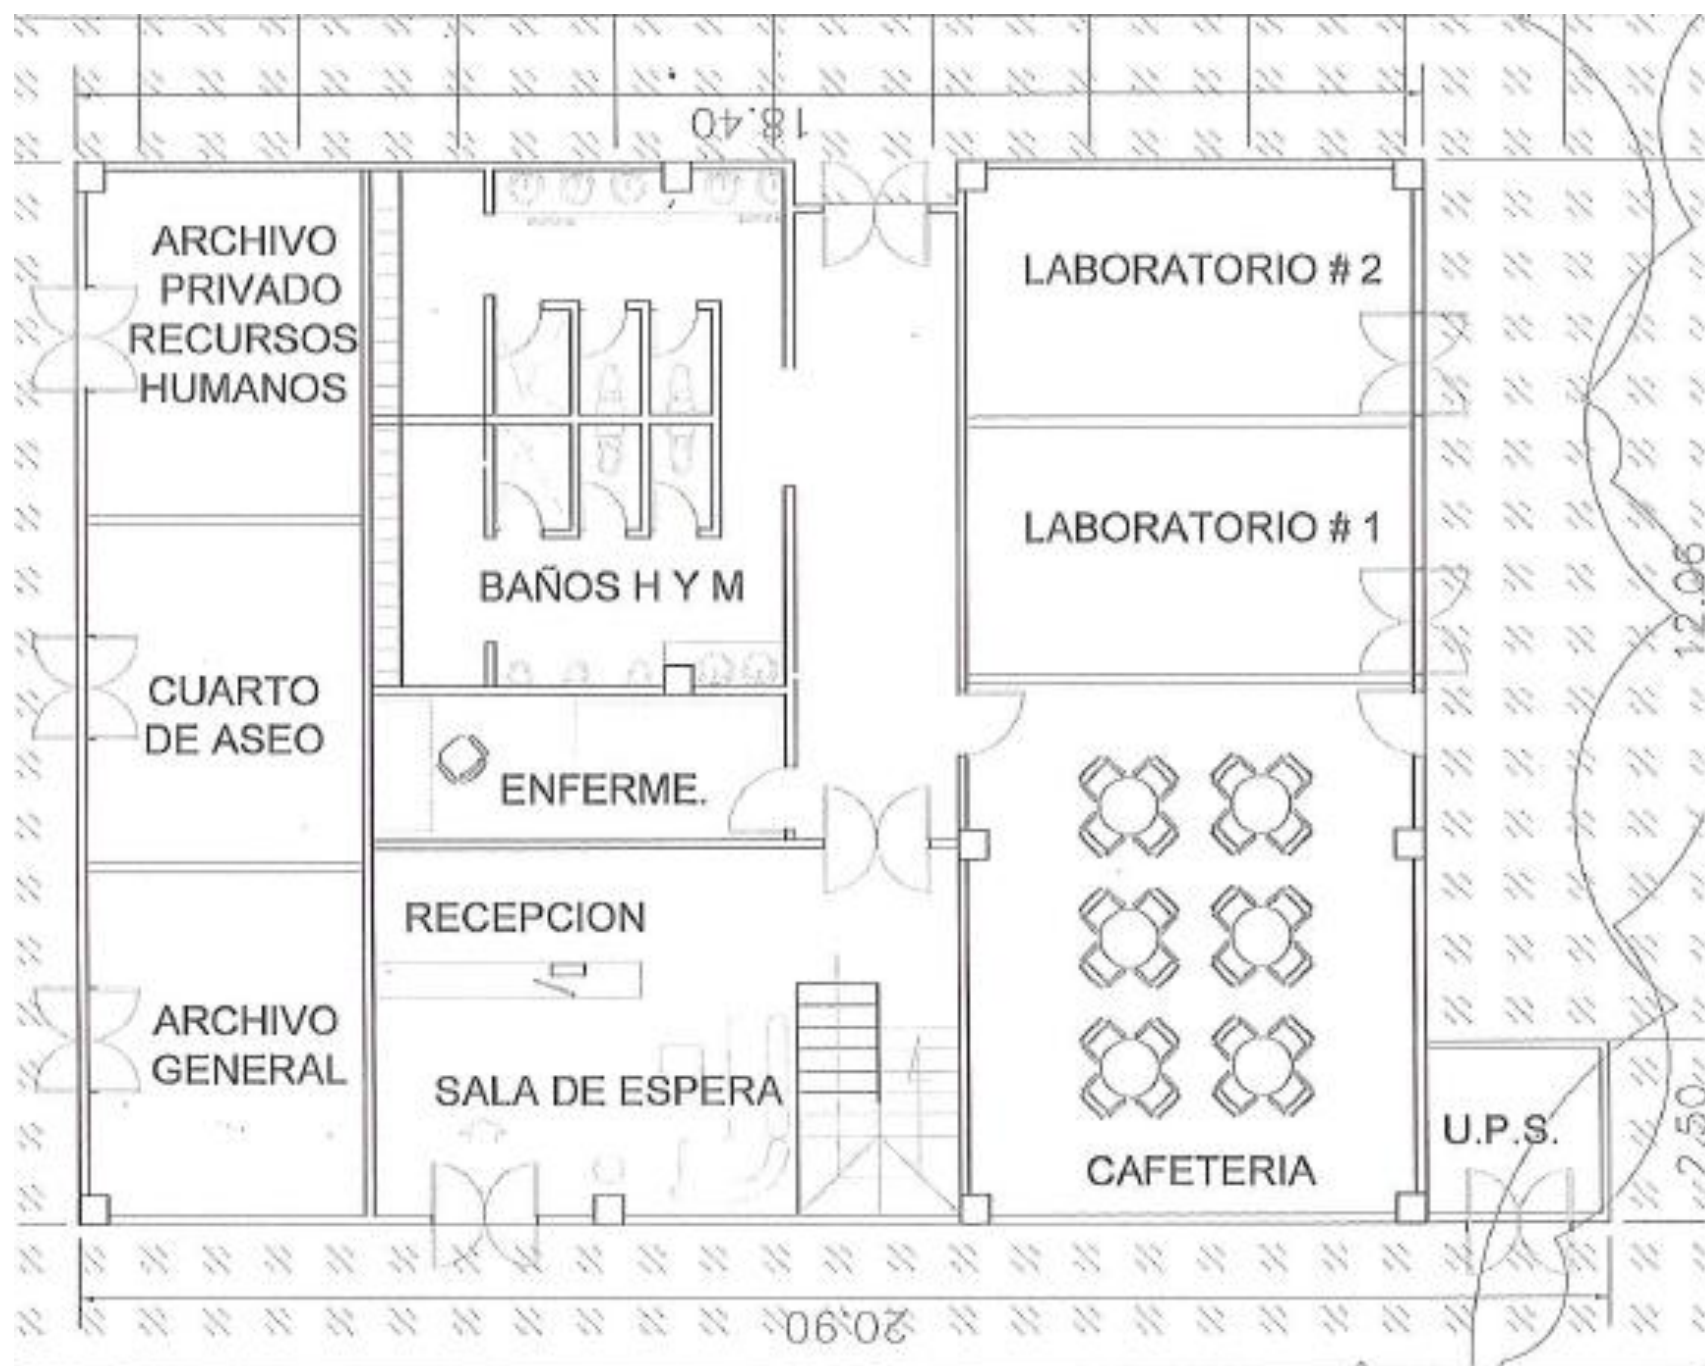 18.40
ARCHIVO
PRIVADO
RECURSOS
HUMANOS
LABORATORIO # 2
LABORATORIO # 1
12.06
BAÑOS H Y M
CUARTO
DE ASEO
ENFERME.
RECEPCION
ARCHIVO
GENERAL
SALA DE ESPERA
CAFETERIA
U.P.S.
2.50
20.90